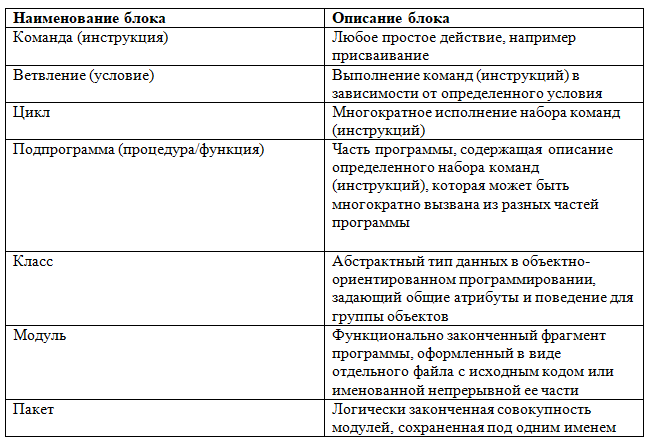 Наименование блока
Описание блока
Команда (инструкция)
Любое простое действие, например
присваивание
Ветвление (условие)
Выполнение команд (инструкций) в
зависимости от определенного условия
Цикл
Многократное исполнение набора команд
(инструкций)
Подпрограмма (процедура/функция)
Часть программы, содержащая описание
определенного набора команд
(инструкций), которая может быть
многократно вызвана из разных частей
программы
Класс
Абстрактный тип данных в объектно-
ориентированном программировании,
задающий общие атрибуты и поведение для
группы объектов
Модуль
Функционально законченный фрагмент
программы, оформленный в виде
отдельного файла с исходным кодом или
именованной непрерывной ее части
Пакет
Логически законченная совокупность
модулей, сохраненная под одним именем